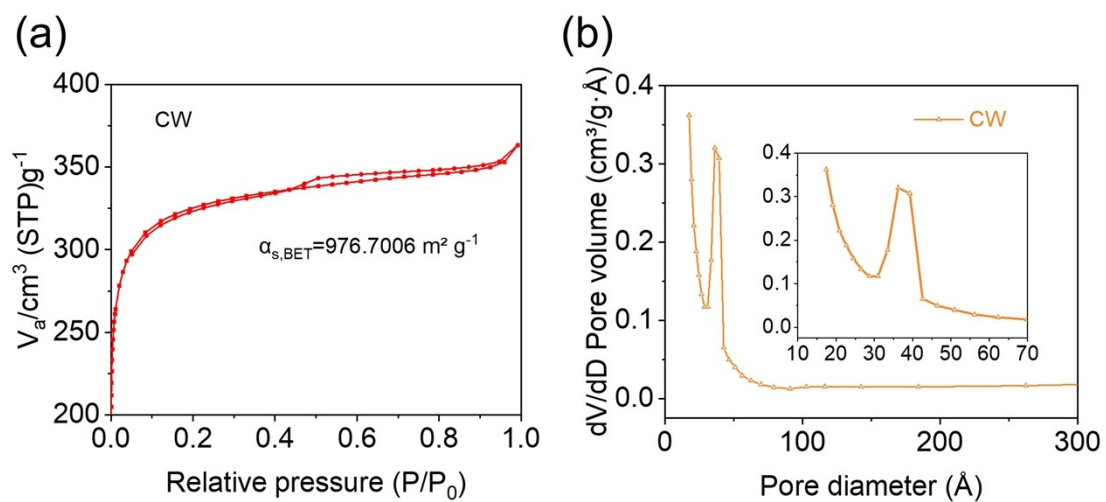 (a)
400
350
300
250
200
Vₐ/cm³ (STP)g⁻¹
CW
αs,BET=976.7006 m² g⁻¹
0.0 0.2 0.4 0.6 0.8 1.0
Relative pressure (P/P₀)
(b)
0.4
0.3
0.2
0.1
0.0
dV/dD Pore volume (cm³/g·Å)
CW
0.4
0.3
0.2
0.1
0.0
10 20 30 40 50 60 70
0 100 200 300
Pore diameter (Å)